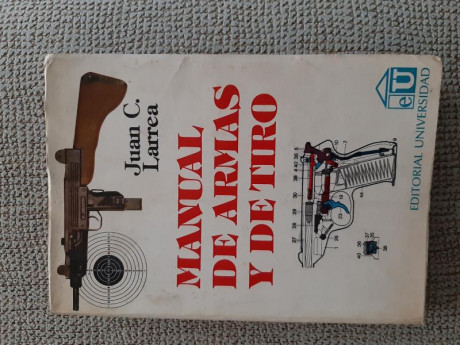 Juan C.
Larrea
MANUAL
DE ARMAS
Y DE TIRO
eU
EDITORIAL UNIVERSIDAD